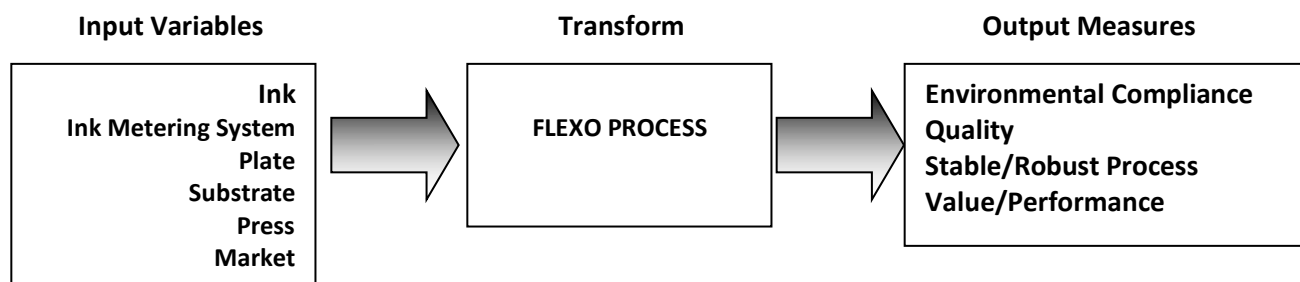 Input Variables
Transform
Output Measures
Ink
Ink Metering System
Plate
Substrate
Press
Market
FLEXO PROCESS
Environmental Compliance
Quality
Stable/Robust Process
Value/Performance